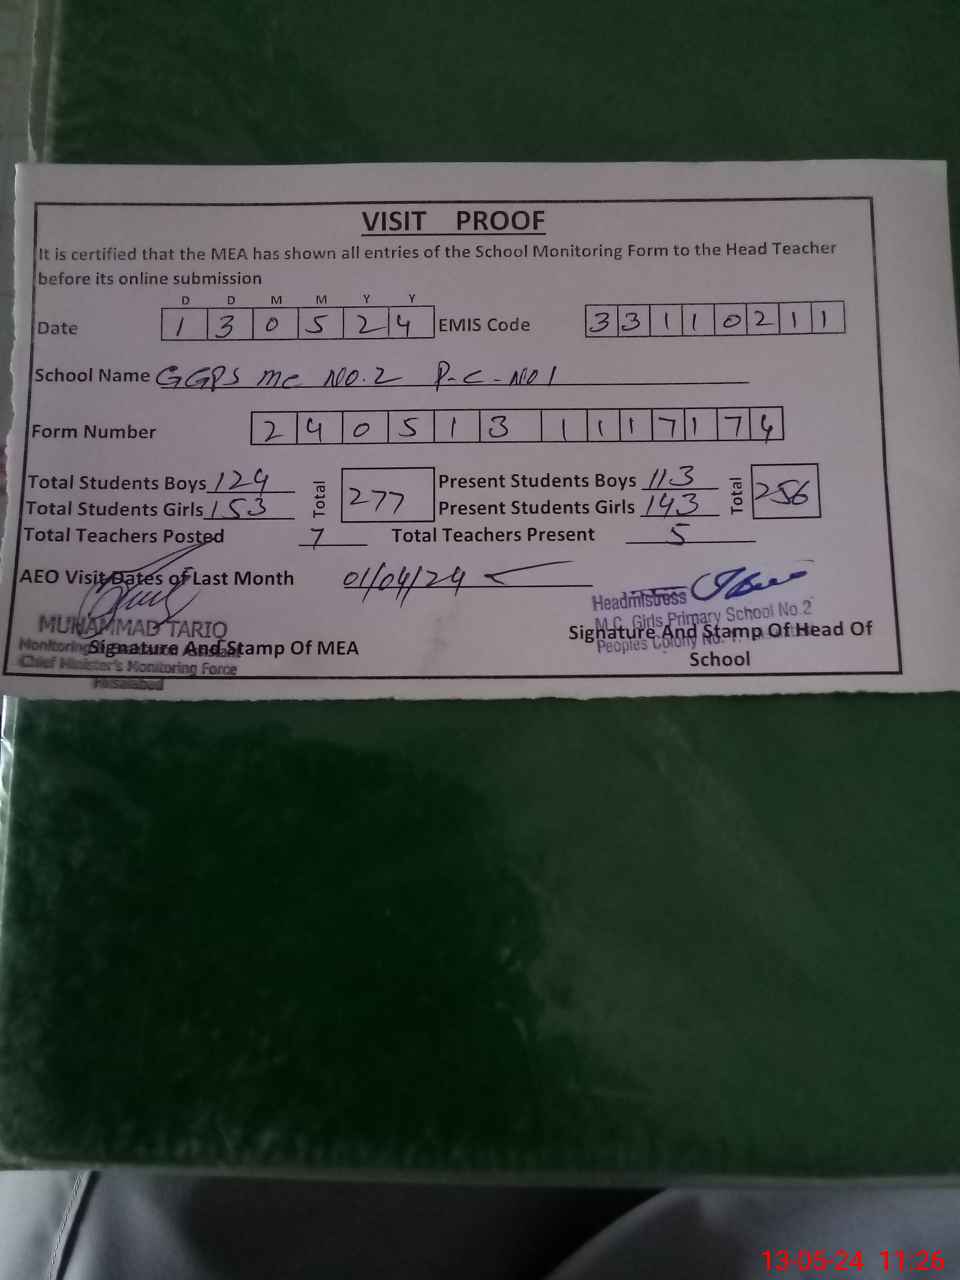 VISIT PROOF
It is certified that the MEA has shown all entries of the School Monitoring Form to the Head Teacher
before its online submission
D D M M Y Y
Date 1 3 0 5 2 4 EMIS Code 3 3 1 1 0 2 1 1
School Name GGPS mc NO.2 P-C-NO1
Form Number 2 4 0 5 1 3 1 1 1 7 1 7 4
Total Students Boys 124 Total 277 Present Students Boys 113 Total 256
Total Students Girls 153 Present Students Girls 143
Total Teachers Posted 7 Total Teachers Present 5
AEO Visit Dates of Last Month 01/04/24
Headmistress
M.C. Girls Primary School No.2
Peoples Colony No.
MUHAMMAD TARIQ
Monitoring
Signature And Stamp Of MEA
Chief Minister's Monitoring Force
Faisalabad
Signature And Stamp Of Head Of
School
13-05-24 11:26